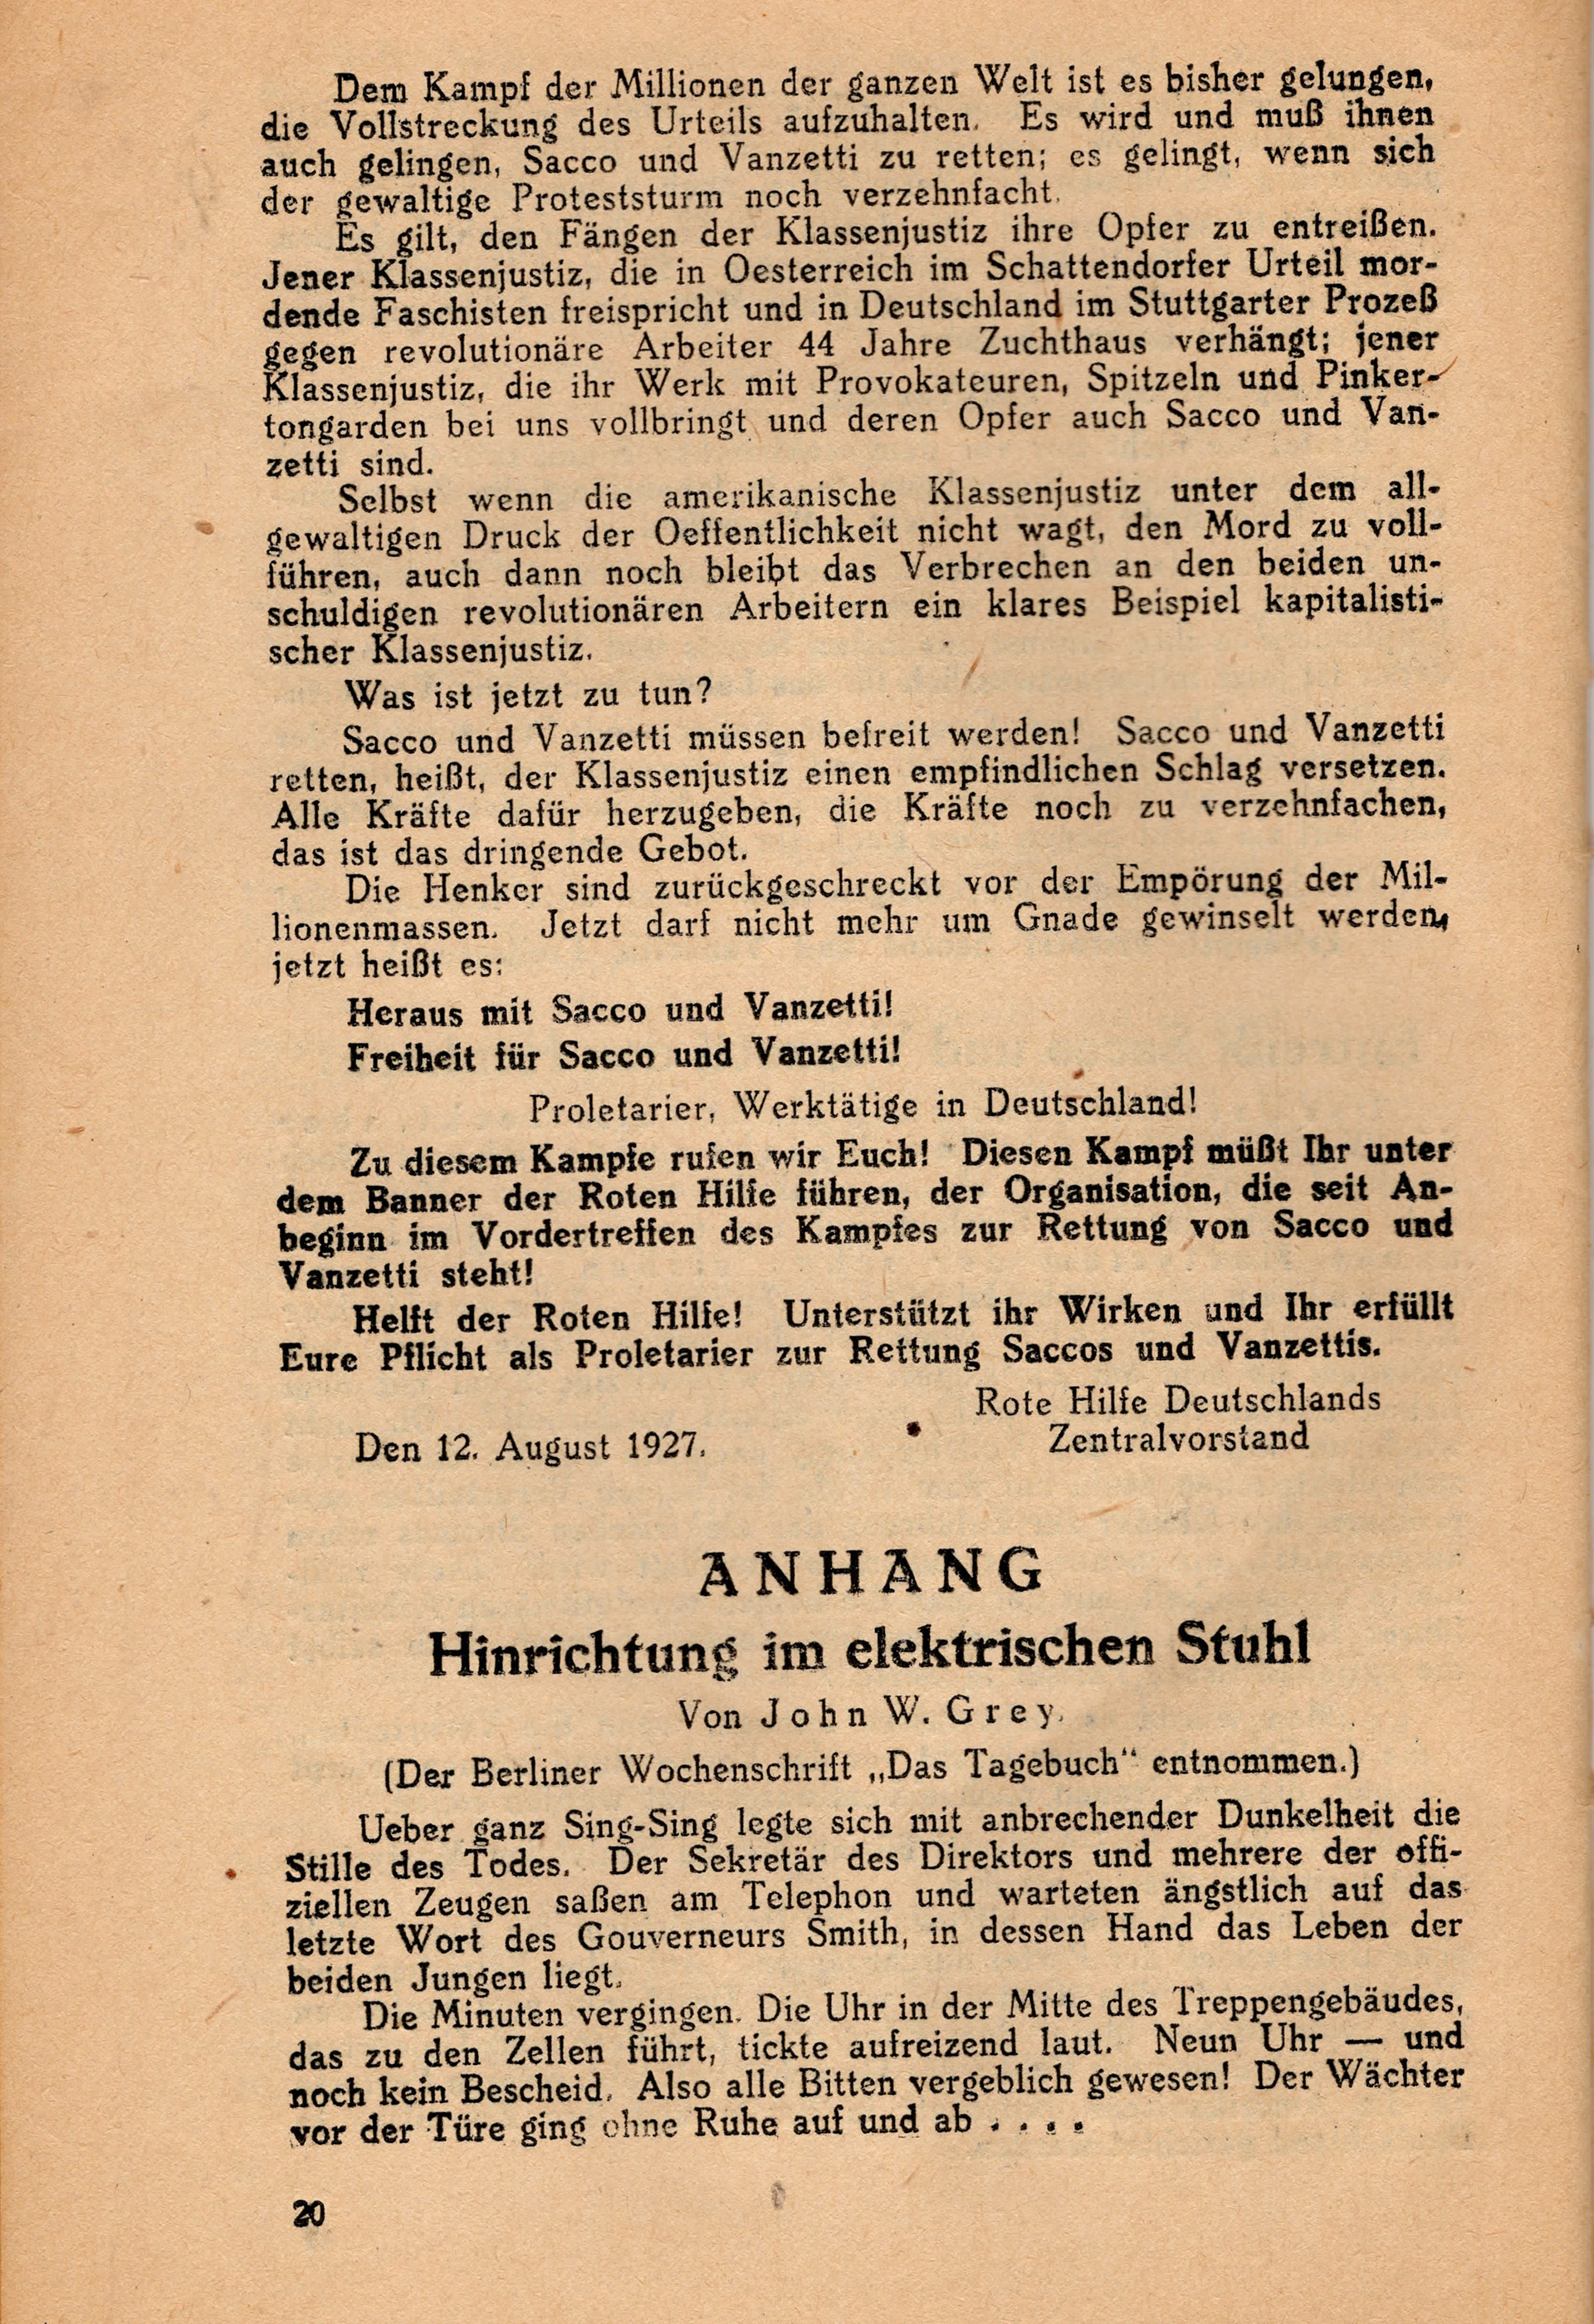 Dem Kampf der Millionen der ganzen Welt ist es bisher gelungen,
die Vollstreckung des Urteils aufzuhalten. Es wird und muß ihnen
auch gelingen, Sacco und Vanzetti zu retten; es gelingt, wenn sich
der gewaltige Proteststurm noch verzehnfacht.
Es gilt, den Fängen der Klassenjustiz ihre Opfer zu entreißen.
Jener Klassenjustiz, die in Oesterreich im Schattendorfer Urteil mor-
dende Faschisten freispricht und in Deutschland im Stuttgarter Prozeß
gegen revolutionäre Arbeiter 44 Jahre Zuchthaus verhängt; jener
Klassenjustiz, die ihr Werk mit Provokateuren, Spitzeln und Pinker-
tongarden bei uns vollbringt und deren Opfer auch Sacco und Van-
zetti sind.
Selbst wenn die amerikanische Klassenjustiz unter dem all-
gewaltigen Druck der Oeffentlichkeit nicht wagt, den Mord zu voll-
führen, auch dann noch bleibt das Verbrechen an den beiden un-
schuldigen revolutionären Arbeitern ein klares Beispiel kapitalisti-
scher Klassenjustiz.
Was ist jetzt zu tun?
Sacco und Vanzetti müssen befreit werden! Sacco und Vanzetti
retten, heißt, der Klassenjustiz einen empfindlichen Schlag versetzen.
Alle Kräfte dafür herzugeben, die Kräfte noch zu verzehnfachen,
das ist das dringende Gebot.
Die Henker sind zurückgeschreckt vor der Empörung der Mil-
lionenmassen. Jetzt darf nicht mehr um Gnade gewinselt werden,
jetzt heißt es:
Heraus mit Sacco und Vanzetti!
Freiheit für Sacco und Vanzetti!
Proletarier, Werktätige in Deutschland!
Zu diesem Kampfe rufen wir Euch! Diesen Kampf müßt Ihr unter
dem Banner der Roten Hilfe führen, der Organisation, die seit An-
beginn im Vordertreffen des Kampfes zur Rettung von Sacco und
Vanzetti steht!
Helft der Roten Hilfe! Unterstützt ihr Wirken und Ihr erfüllt
Eure Pflicht als Proletarier zur Rettung Saccos und Vanzettis.
Rote Hilfe Deutschlands
Den 12. August 1927. Zentralvorstand
ANHANG
Hinrichtung im elektrischen Stuhl
Von John W. Grey.
(Der Berliner Wochenschrift „Das Tagebuch“ entnommen.)
Ueber ganz Sing-Sing legte sich mit anbrechender Dunkelheit die
Stille des Todes. Der Sekretär des Direktors und mehrere der offi-
ziellen Zeugen saßen am Telephon und warteten ängstlich auf das
letzte Wort des Gouverneurs Smith, in dessen Hand das Leben der
beiden Jungen liegt.
Die Minuten vergingen. Die Uhr in der Mitte des Treppengebäudes,
das zu den Zellen führt, tickte aufreizend laut. Neun Uhr — und
noch kein Bescheid. Also alle Bitten vergeblich gewesen! Der Wächter
vor der Türe ging ohne Ruhe auf und ab . . . .
20